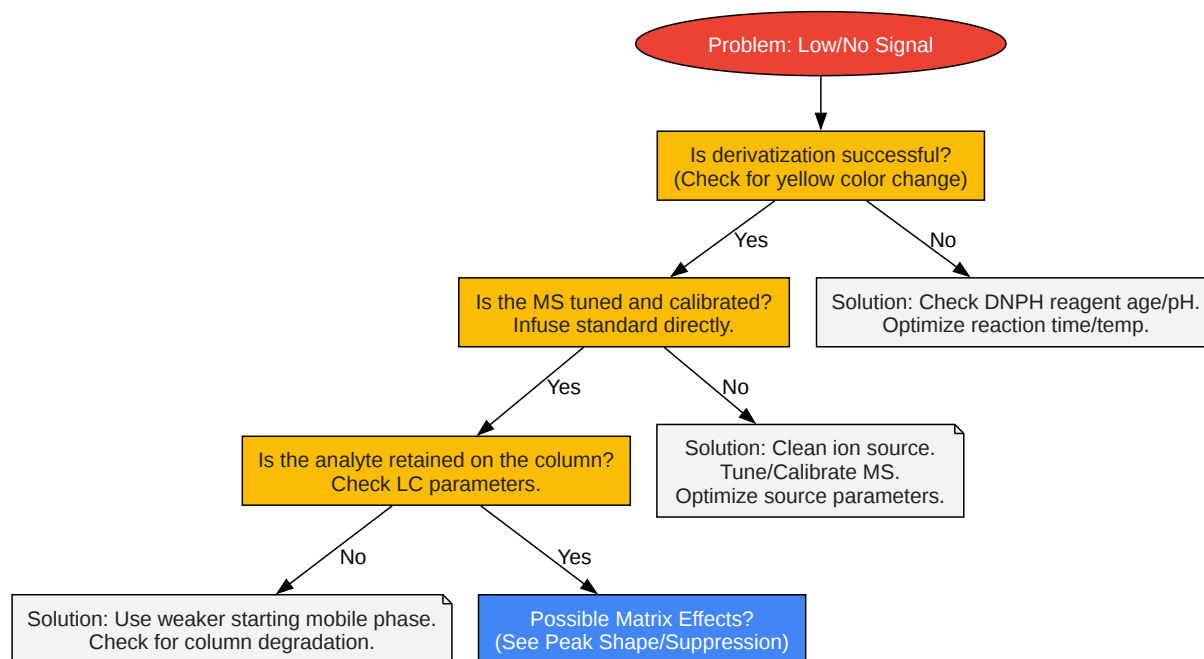 Problem: Low/No Signal
Is derivatization successful?
(Check for yellow color change)
Yes
No
Is the MS tuned and calibrated?
Infuse standard directly.
Solution: Check DNPH reagent age/pH.
Optimize reaction time/temp.
Yes
No
Is the analyte retained on the column?
Check LC parameters.
Solution: Clean ion source.
Tune/Calibrate MS.
Optimize source parameters.
No
Yes
Solution: Use weaker starting mobile phase.
Check for column degradation.
Possible Matrix Effects?
(See Peak Shape/Suppression)